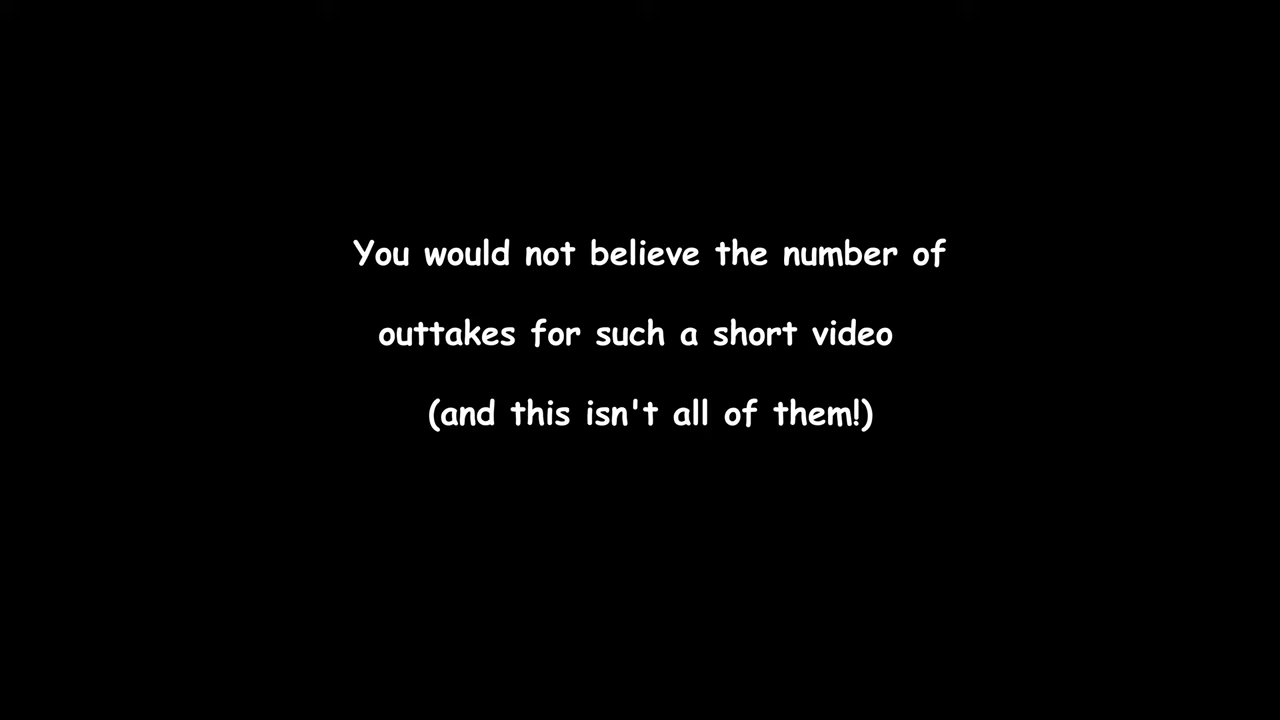 You would not believe the number of
outtakes for such a short video
(and this isn't all of them!)